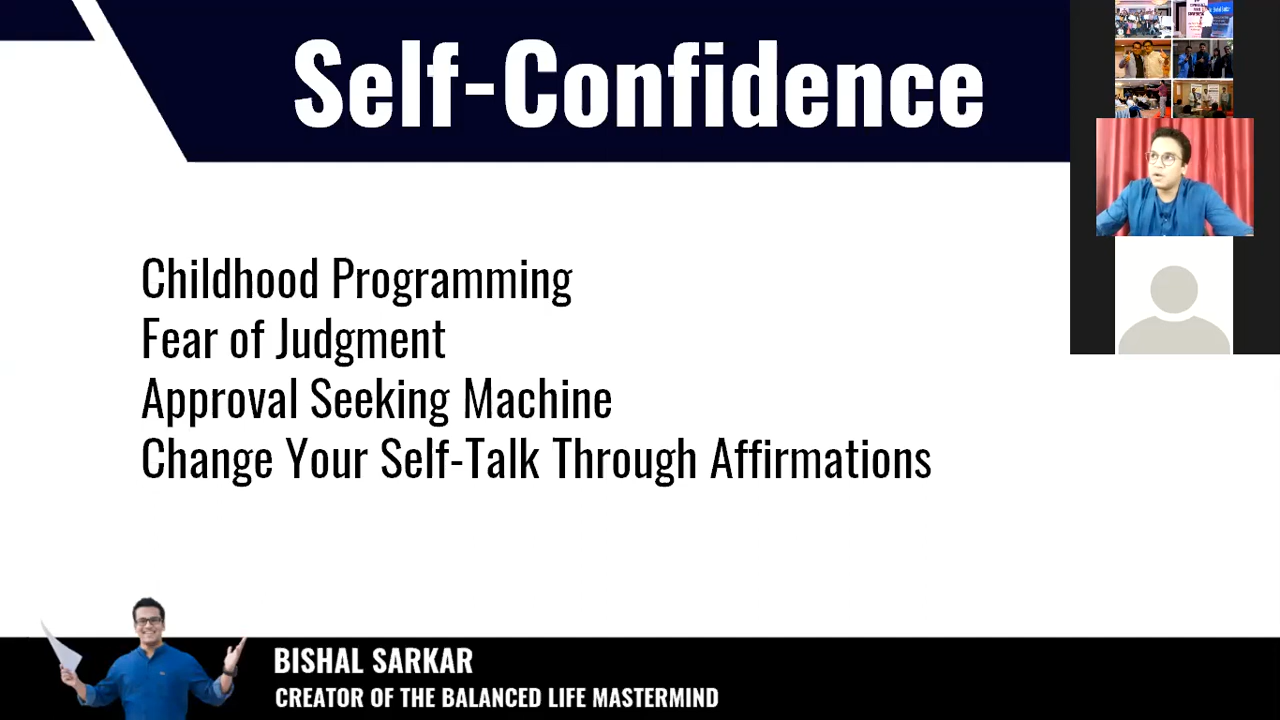 Self-Confidence
Childhood Programming
Fear of Judgment
Approval Seeking Machine
Change Your Self-Talk Through Affirmations
BISHAL SARKAR
CREATOR OF THE BALANCED LIFE MASTERMIND